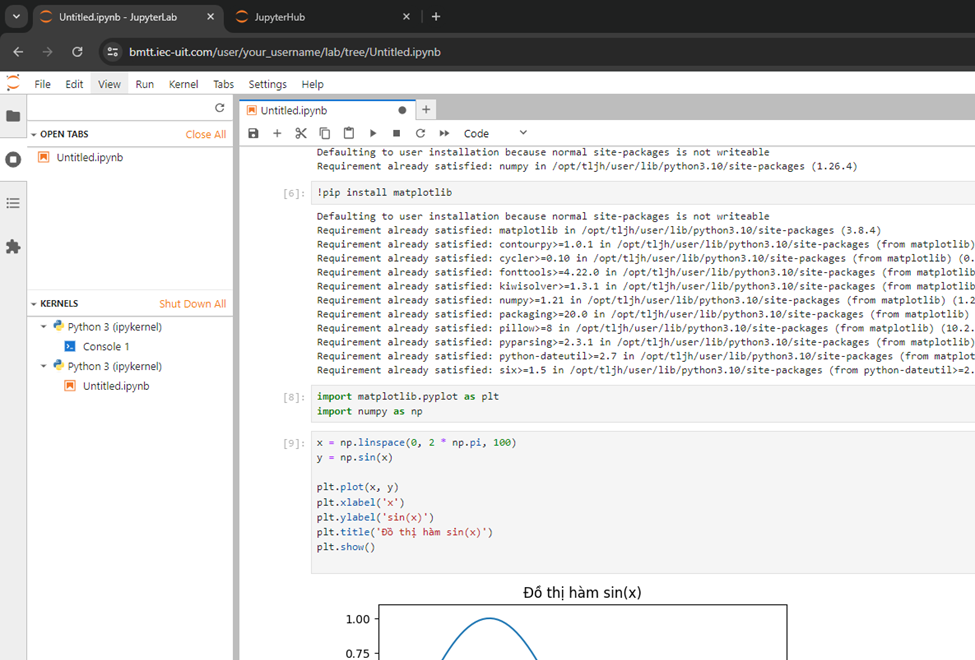 Untitled.ipynb - JupyterLab
JupyterHub
bmtt.iec-uit.com/user/your_username/lab/tree/Untitled.ipynb
File Edit View Run Kernel Tabs Settings Help
OPEN TABS Close All
Untitled.ipynb
KERNELS Shut Down All
Python 3 (ipykernel)
Console 1
Python 3 (ipykernel)
Untitled.ipynb
Untitled.ipynb
Code
Defaulting to user installation because normal site-packages is not writeable
Requirement already satisfied: numpy in /opt/tljh/user/lib/python3.10/site-packages (1.26.4)
[6]: !pip install matplotlib
Defaulting to user installation because normal site-packages is not writeable
Requirement already satisfied: matplotlib in /opt/tljh/user/lib/python3.10/site-packages (3.8.4)
Requirement already satisfied: contourpy>=1.0.1 in /opt/tljh/user/lib/python3.10/site-packages (from matplotlib)
Requirement already satisfied: cycler>=0.10 in /opt/tljh/user/lib/python3.10/site-packages (from matplotlib) (0.
Requirement already satisfied: fonttools>=4.22.0 in /opt/tljh/user/lib/python3.10/site-packages (from matplotlib
Requirement already satisfied: kiwisolver>=1.3.1 in /opt/tljh/user/lib/python3.10/site-packages (from matplotlib
Requirement already satisfied: numpy>=1.21 in /opt/tljh/user/lib/python3.10/site-packages (from matplotlib) (1.2
Requirement already satisfied: packaging>=20.0 in /opt/tljh/user/lib/python3.10/site-packages (from matplotlib)
Requirement already satisfied: pillow>=8 in /opt/tljh/user/lib/python3.10/site-packages (from matplotlib) (10.2.
Requirement already satisfied: pyparsing>=2.3.1 in /opt/tljh/user/lib/python3.10/site-packages (from matplotlib)
Requirement already satisfied: python-dateutil>=2.7 in /opt/tljh/user/lib/python3.10/site-packages (from matplot
Requirement already satisfied: six>=1.5 in /opt/tljh/user/lib/python3.10/site-packages (from python-dateutil>=2.
[8]: import matplotlib.pyplot as plt
import numpy as np
[9]: x = np.linspace(0, 2 * np.pi, 100)
y = np.sin(x)
plt.plot(x, y)
plt.xlabel('x')
plt.ylabel('sin(x)')
plt.title('Đồ thị hàm sin(x)')
plt.show()
Đồ thị hàm sin(x)
1.00
0.75